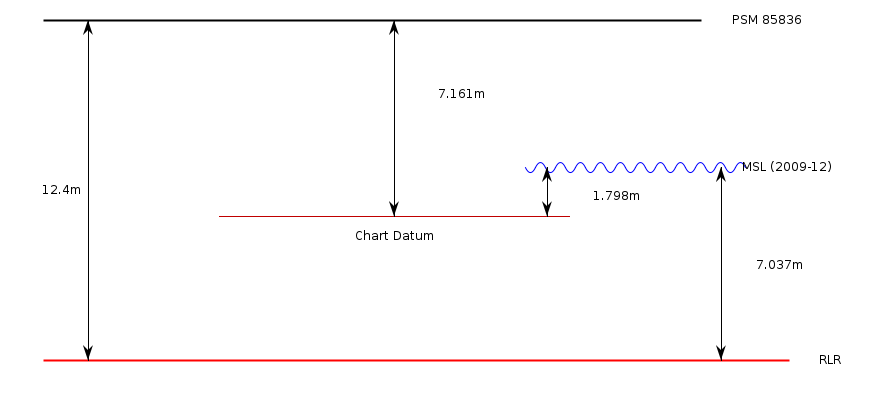 PSM 85836
7.161m
MSL (2009-12)
12.4m
1.798m
Chart Datum
7.037m
RLR